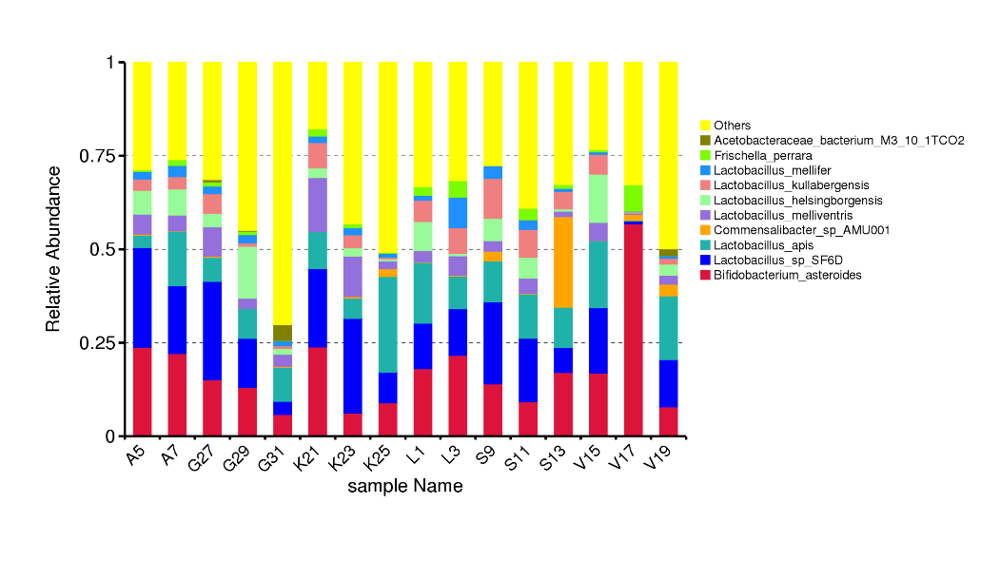 1
0.75
0.5
0.25
0
Relative Abundance
A5 A7 G27 G29 G31 K21 K23 K25 L1 L3 S9 S11 S13 V15 V17 V19
sample Name
Others
Acetobacteraceae_bacterium_M3_10_1TCO2
Frischella_perrara
Lactobacillus_mellifer
Lactobacillus_kullabergensis
Lactobacillus_helsingborgensis
Lactobacillus_melliventris
Commensalibacter_sp_AMU001
Lactobacillus_apis
Lactobacillus_sp_SF6D
Bifidobacterium_asteroides